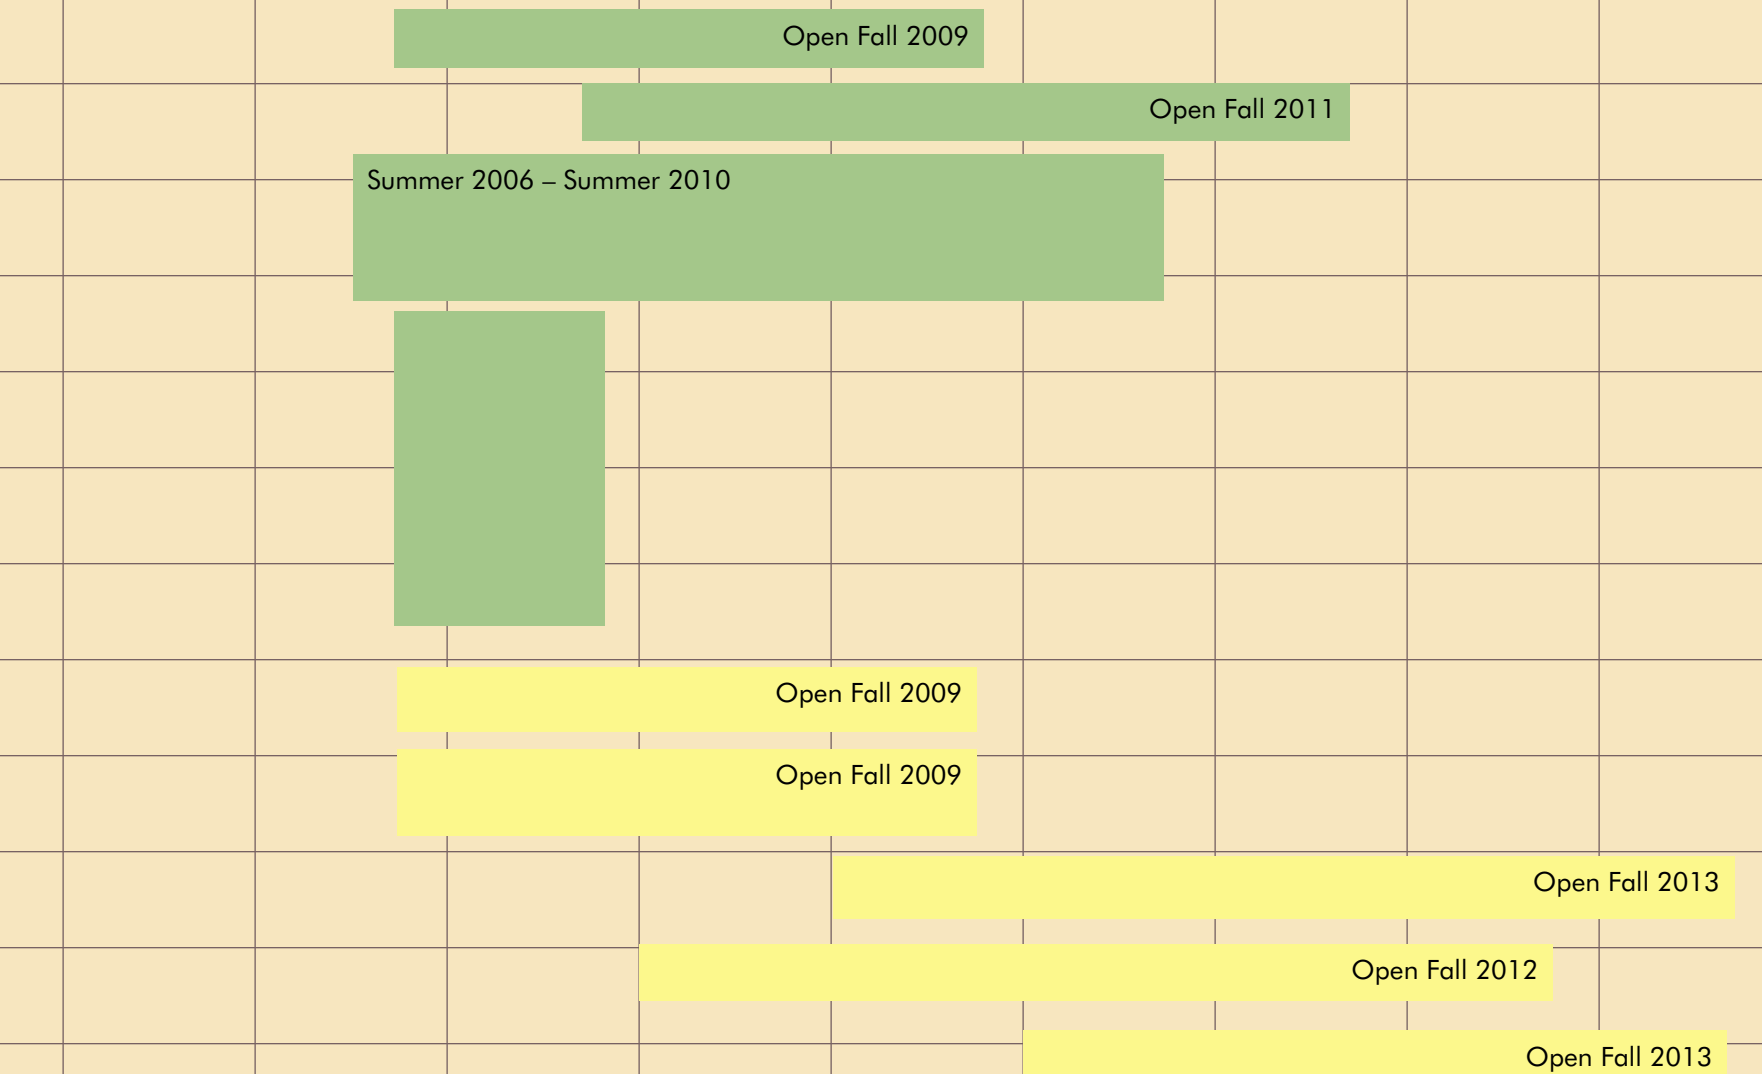 Open Fall 2009
Open Fall 2011
Summer 2006 – Summer 2010
Open Fall 2009
Open Fall 2009
Open Fall 2013
Open Fall 2012
Open Fall 2013